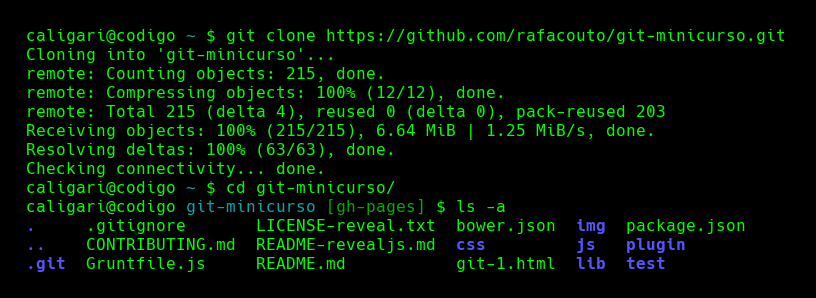 caligari@codigo ~ $ git clone https://github.com/rafacouto/git-minicurso.git
Cloning into 'git-minicurso'...
remote: Counting objects: 215, done.
remote: Compressing objects: 100% (12/12), done.
remote: Total 215 (delta 4), reused 0 (delta 0), pack-reused 203
Receiving objects: 100% (215/215), 6.64 MiB | 1.25 MiB/s, done.
Resolving deltas: 100% (63/63), done.
Checking connectivity... done.
caligari@codigo ~ $ cd git-minicurso/
caligari@codigo git-minicurso [gh-pages] $ ls -a
.     .gitignore       LICENSE-reveal.txt  bower.json  img  package.json
..    CONTRIBUTING.md  README-revealjs.md  css         js   plugin
.git  Gruntfile.js     README.md           git-1.html  lib  test